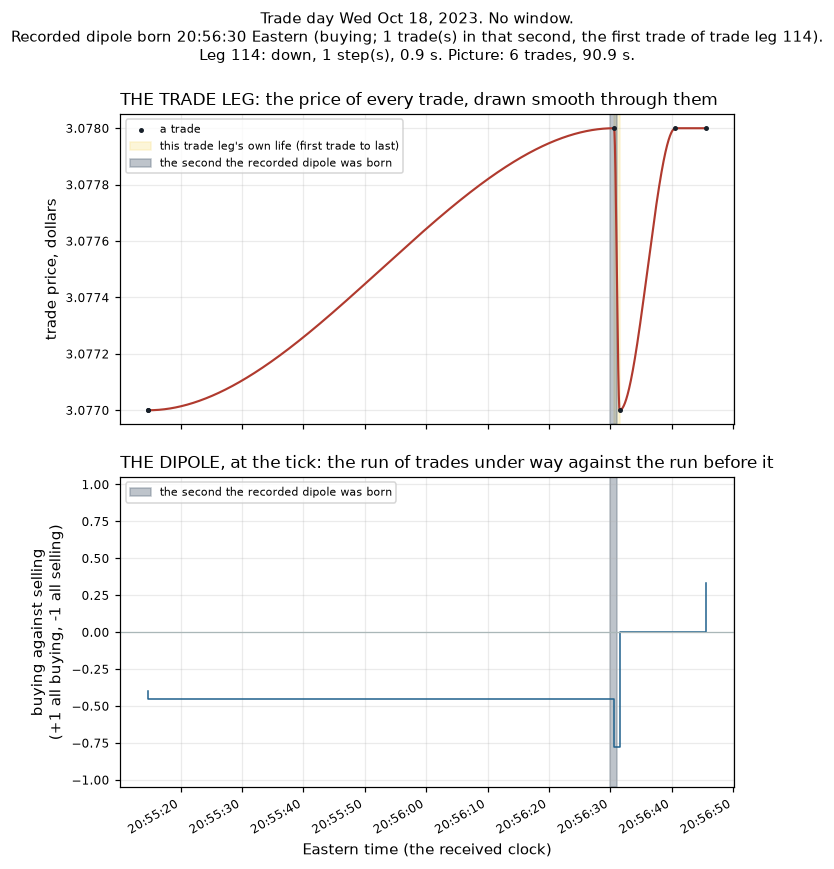 Trade day Wed Oct 18, 2023. No window.
Recorded dipole born 20:56:30 Eastern (buying; 1 trade(s) in that second, the first trade of trade leg 114).
Leg 114: down, 1 step(s), 0.9 s. Picture: 6 trades, 90.9 s.
THE TRADE LEG: the price of every trade, drawn smooth through them
a trade
this trade leg's own life (first trade to last)
the second the recorded dipole was born
trade price, dollars
3.0780
3.0778
3.0776
3.0774
3.0772
3.0770
THE DIPOLE, at the tick: the run of trades under way against the run before it
the second the recorded dipole was born
buying against selling
(+1 all buying, -1 all selling)
1.00
0.75
0.50
0.25
0.00
−0.25
−0.50
−0.75
−1.00
20:55:20
20:55:30
20:55:40
20:55:50
20:56:00
20:56:10
20:56:20
20:56:30
20:56:40
20:56:50
Eastern time (the received clock)